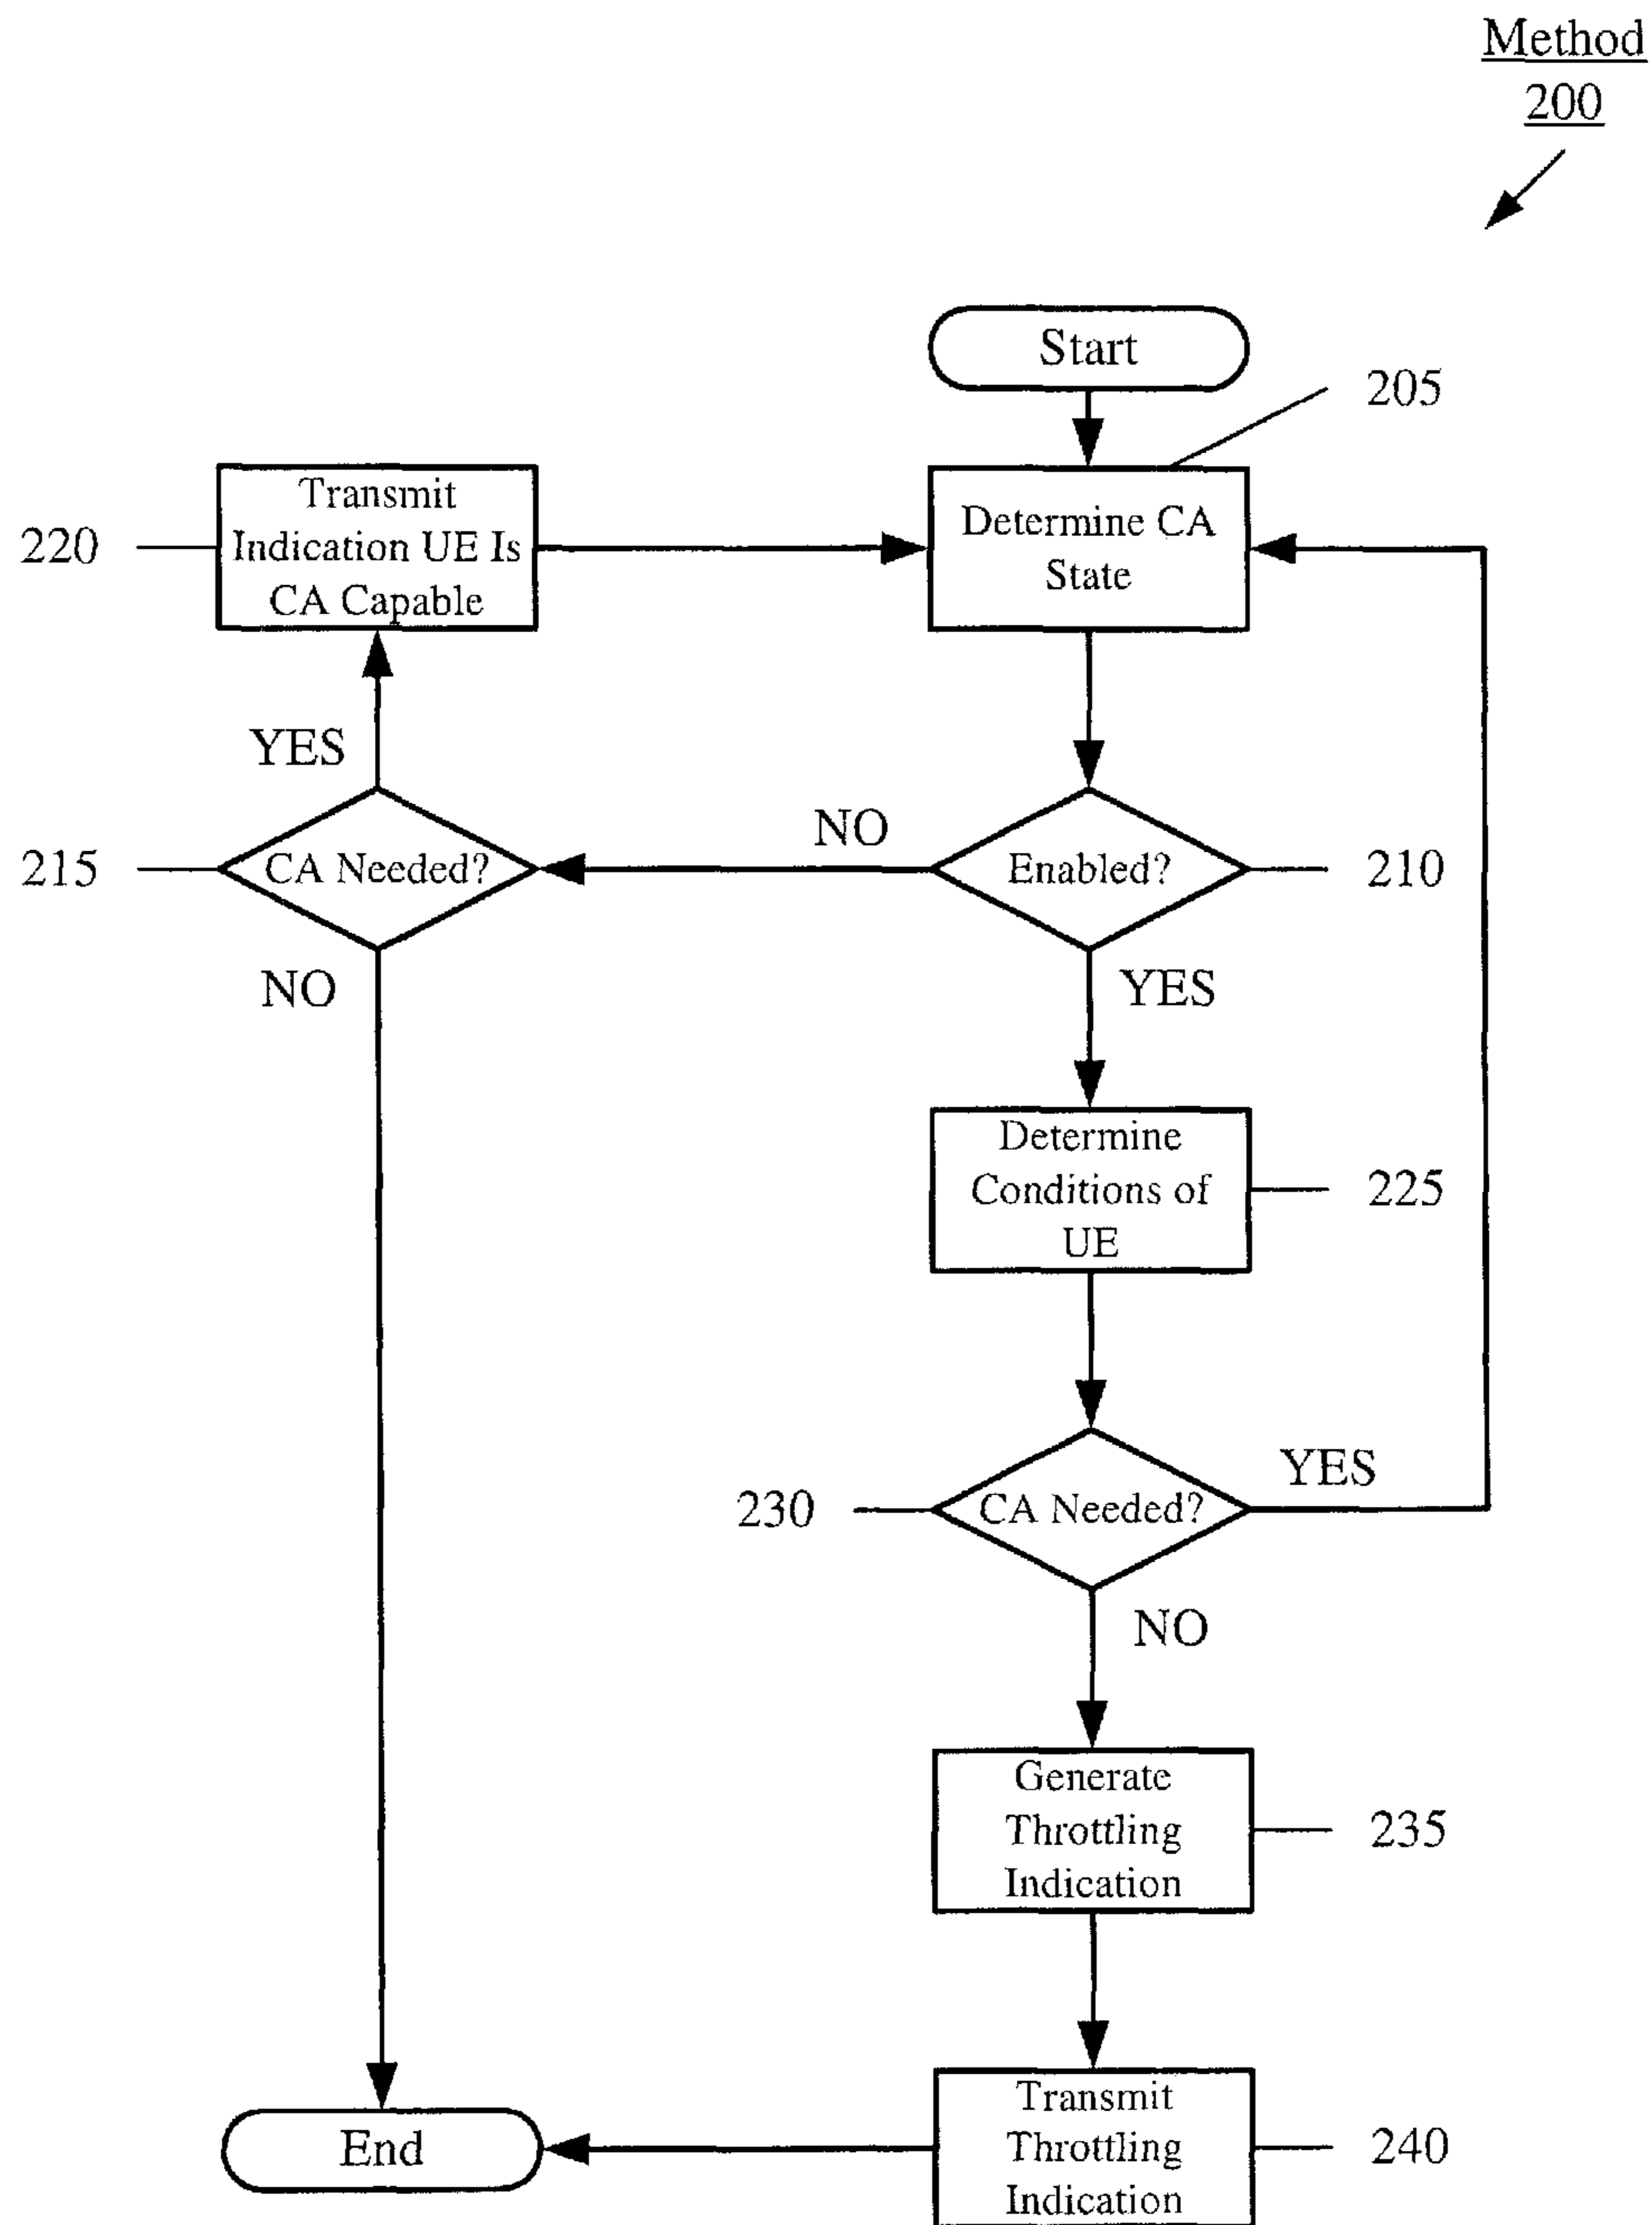 Method
200
Start
205
Transmit
Indication UE Is
CA Capable
220
Determine CA
State
YES
NO
215
CA Needed?
Enabled?
210
NO
YES
Determine
Conditions of
UE
225
230
CA Needed?
YES
NO
Generate
Throttling
Indication
235
End
Transmit
Throttling
Indication
240